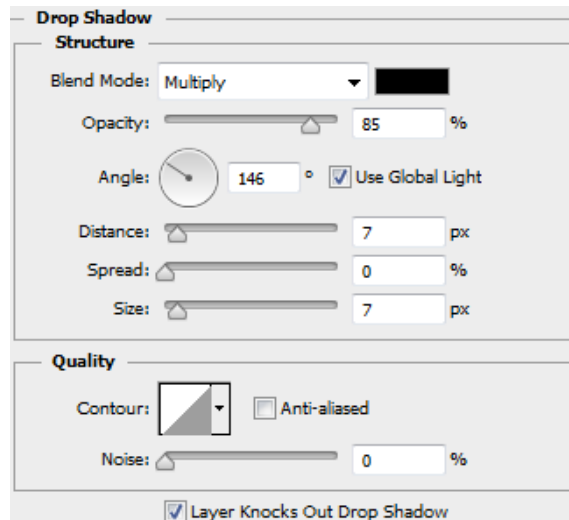 Drop Shadow
Structure
Blend Mode: Multiply
Opacity: 85 %
Angle: 146 ° Use Global Light
Distance: 7 px
Spread: 0 %
Size: 7 px
Quality
Contour: Anti-aliased
Noise: 0 %
Layer Knocks Out Drop Shadow